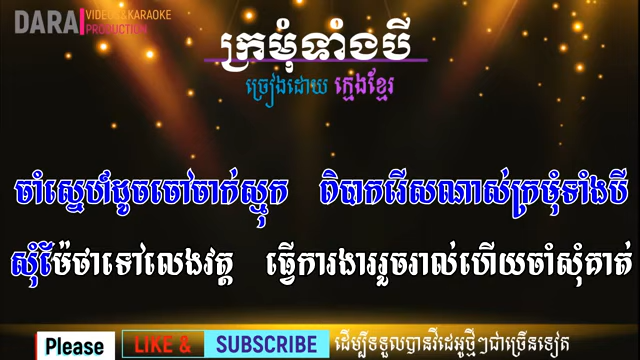 DARA VIDEO & KARAOKE PRODUCTION
ក្រមុំទាំងបី
ច្រៀងដោយ ក្មេងខ្មែរ
ចាំស្នេហ៍ដូចចៅចាក់ស្មុក ពិបាករើសណាស់ក្រមុំទាំងបី
សុំម៉ែថាទៅលេងវត្ត ធ្វើការងាររួចរាល់ហើយចាំសុំគាត់
Please LIKE & SUBSCRIBE ដើម្បីទទួលបានវីដេអូថ្មីៗជាច្រើនទៀត